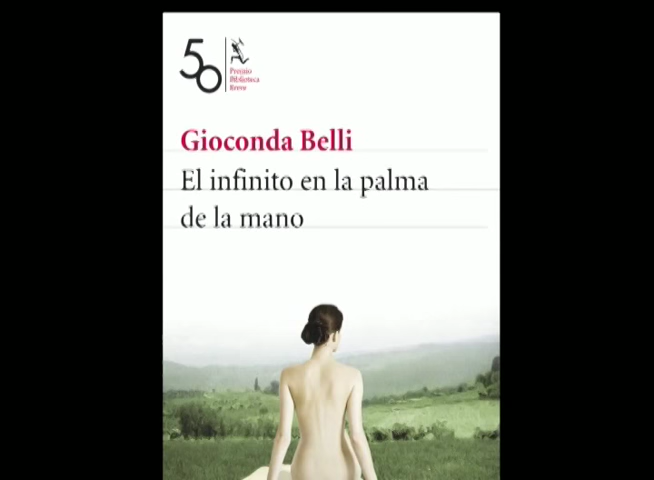 50
Premio
Biblioteca
Breve
Gioconda Belli
El infinito en la palma
de la mano